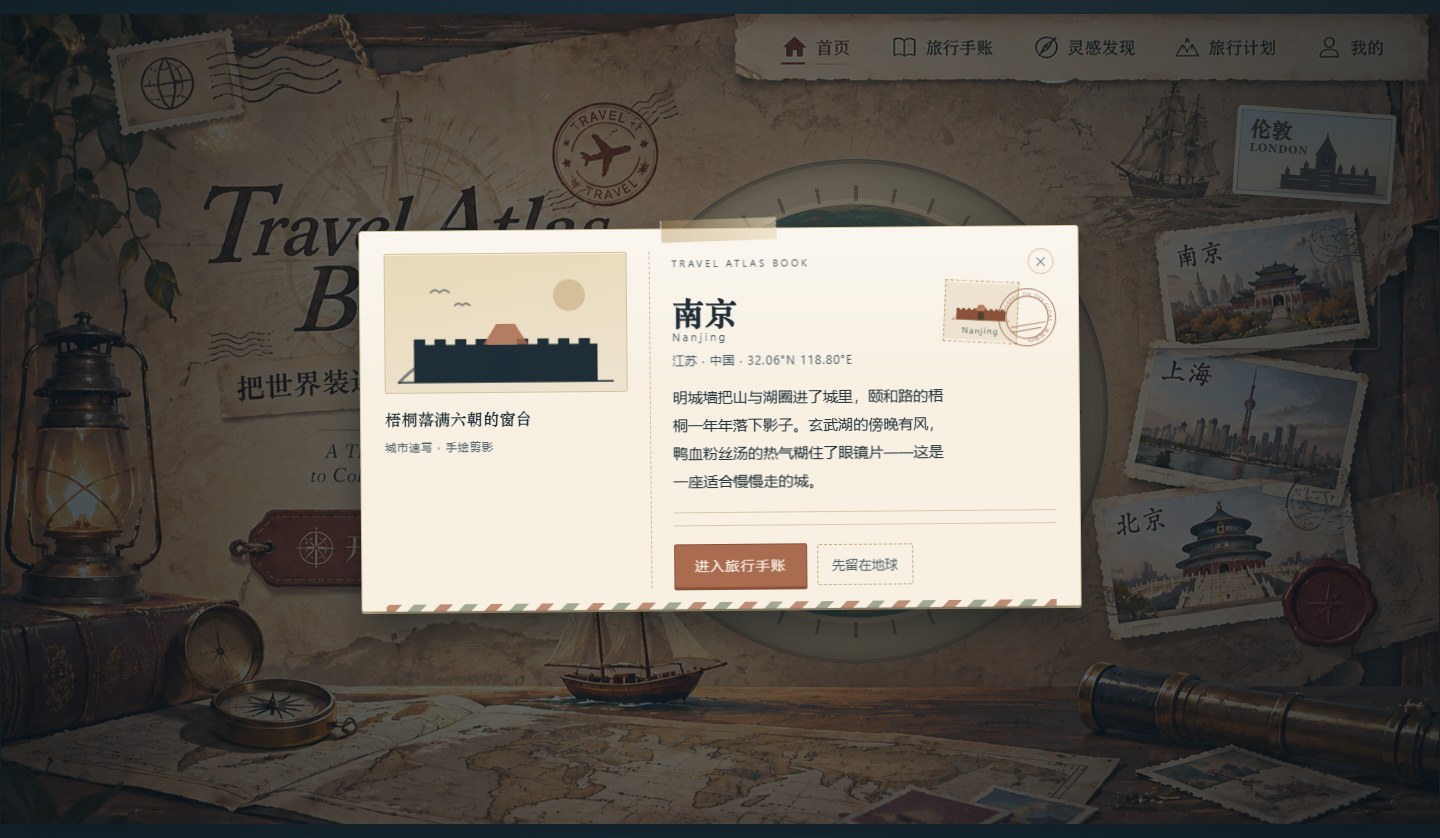 首页
旅行手账
灵感发现
旅行计划
我的
TRAVEL
TRAVEL
伦敦
LONDON
Travel Atlas
B
把世界装
A T
to Co
开
南京
上海
北京
TRAVEL ATLAS BOOK
南京
Nanjing
江苏 · 中国 · 32.06°N 118.80°E
Nanjing
明城墙把山与湖圈进了城里，颐和路的梧
桐一年年落下影子。玄武湖的傍晚有风，
鸭血粉丝汤的热气糊住了眼镜片——这是
一座适合慢慢走的城。
进入旅行手账
先留在地球
梧桐落满六朝的窗台
城市速写 · 手绘剪影